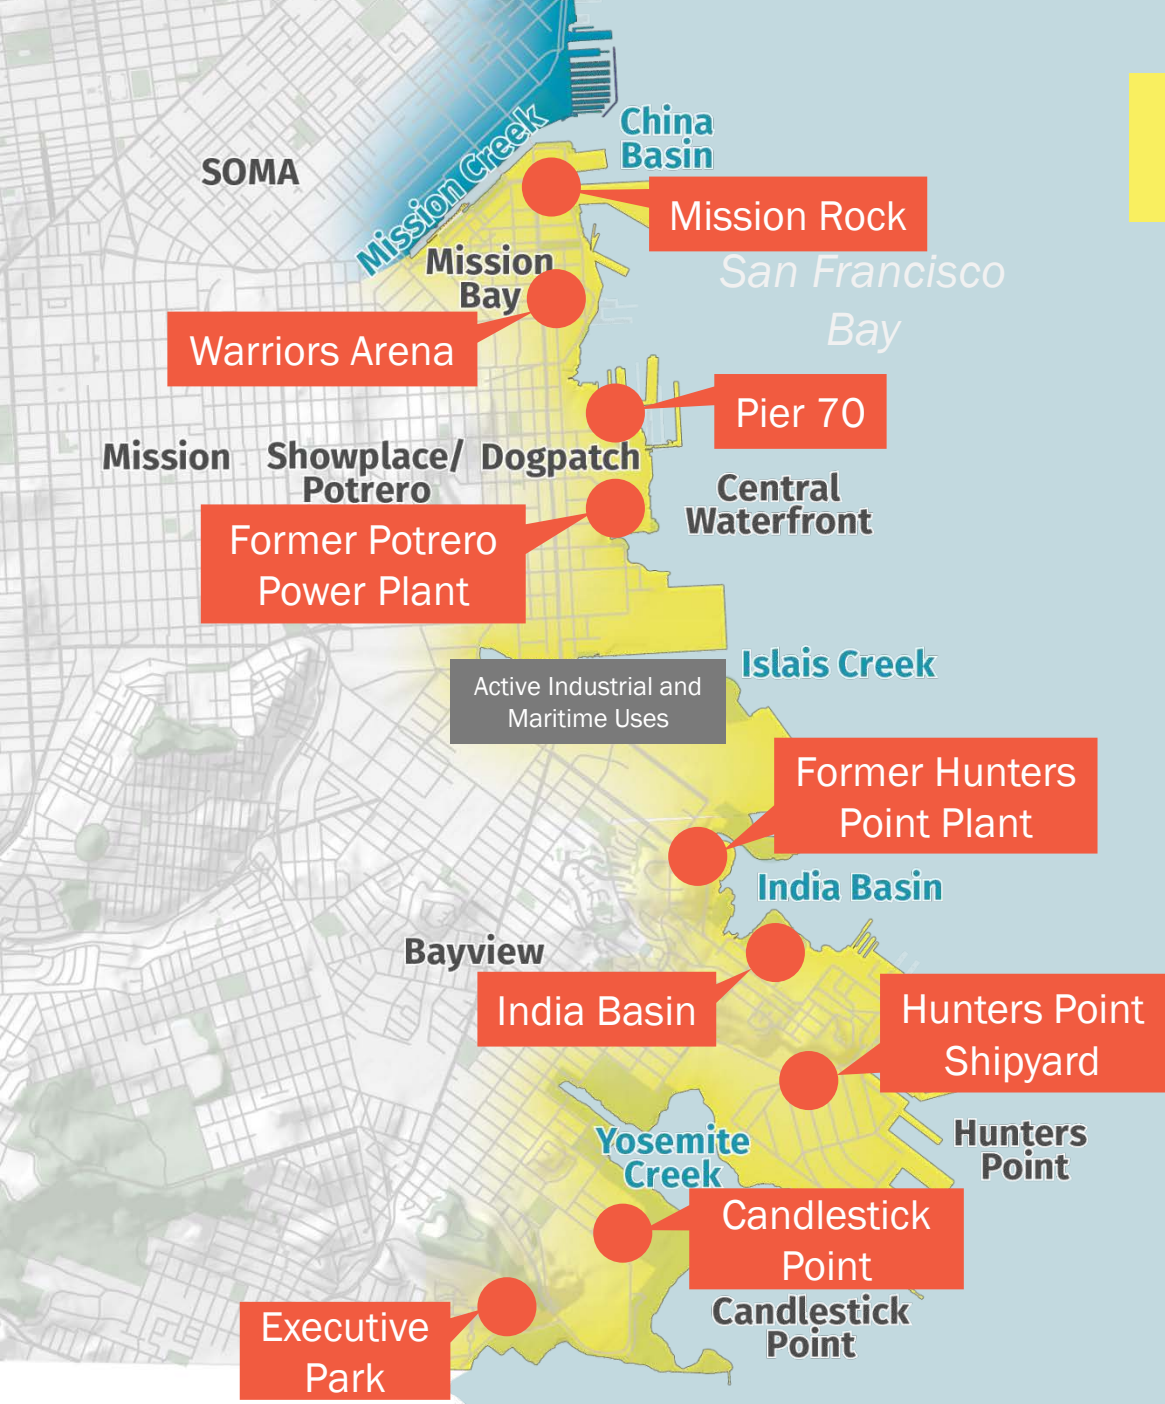 China
Basin
Mission Creek
SOMA
Mission Rock
Mission
Bay
San Francisco
Bay
Warriors Arena
Pier 70
Mission
Showplace/
Potrero
Dogpatch
Central
Waterfront
Former Potrero
Power Plant
Islais Creek
Active Industrial and
Maritime Uses
Former Hunters
Point Plant
India Basin
Bayview
India Basin
Hunters Point
Shipyard
Hunters
Point
Yosemite
Creek
Candlestick
Point
Candlestick
Point
Executive
Park